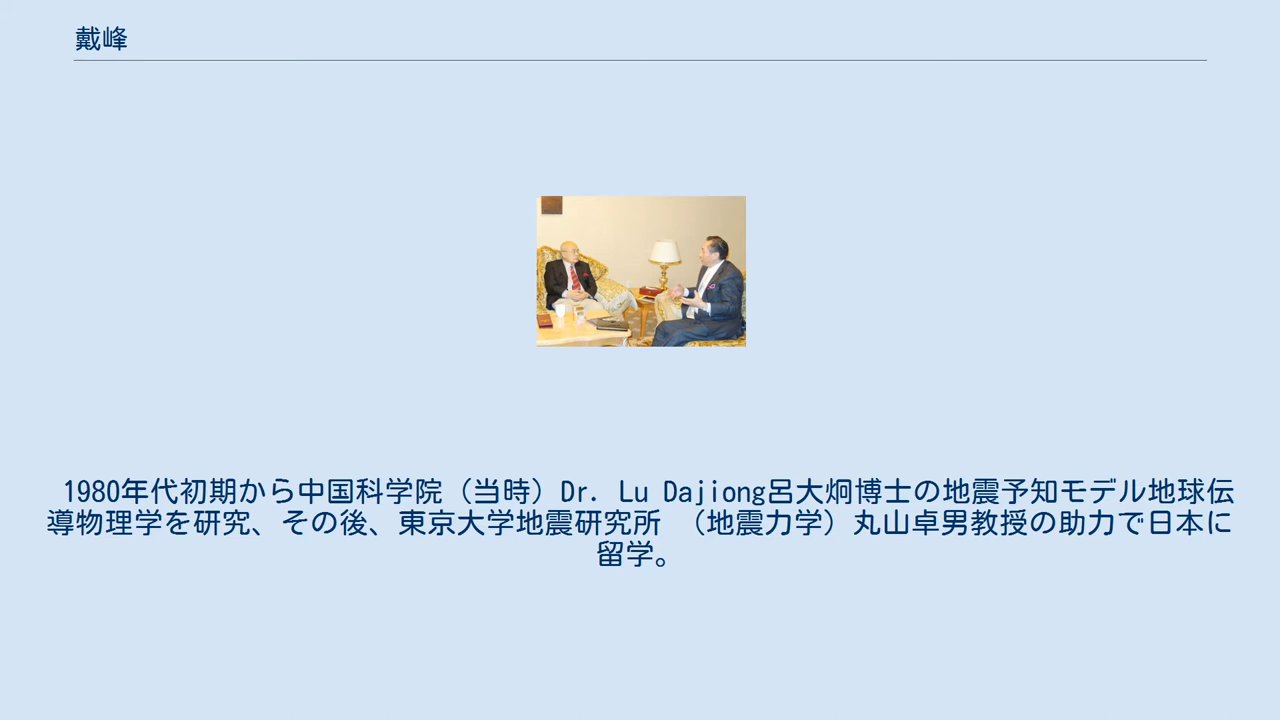 戴峰
1980年代初期から中国科学院（当時）Dr. Lu Dajiong呂大炯博士の地震予知モデル地球伝
導物理学を研究、その後、東京大学地震研究所 （地震力学）丸山卓男教授の助力で日本に
留学。